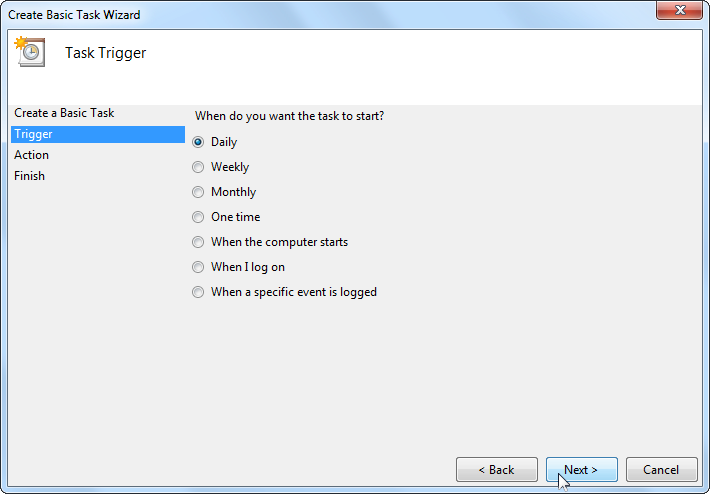 Create Basic Task Wizard
Task Trigger
Create a Basic Task
Trigger
Action
Finish
When do you want the task to start?
Daily
Weekly
Monthly
One time
When the computer starts
When I log on
When a specific event is logged
< Back
Next >
Cancel